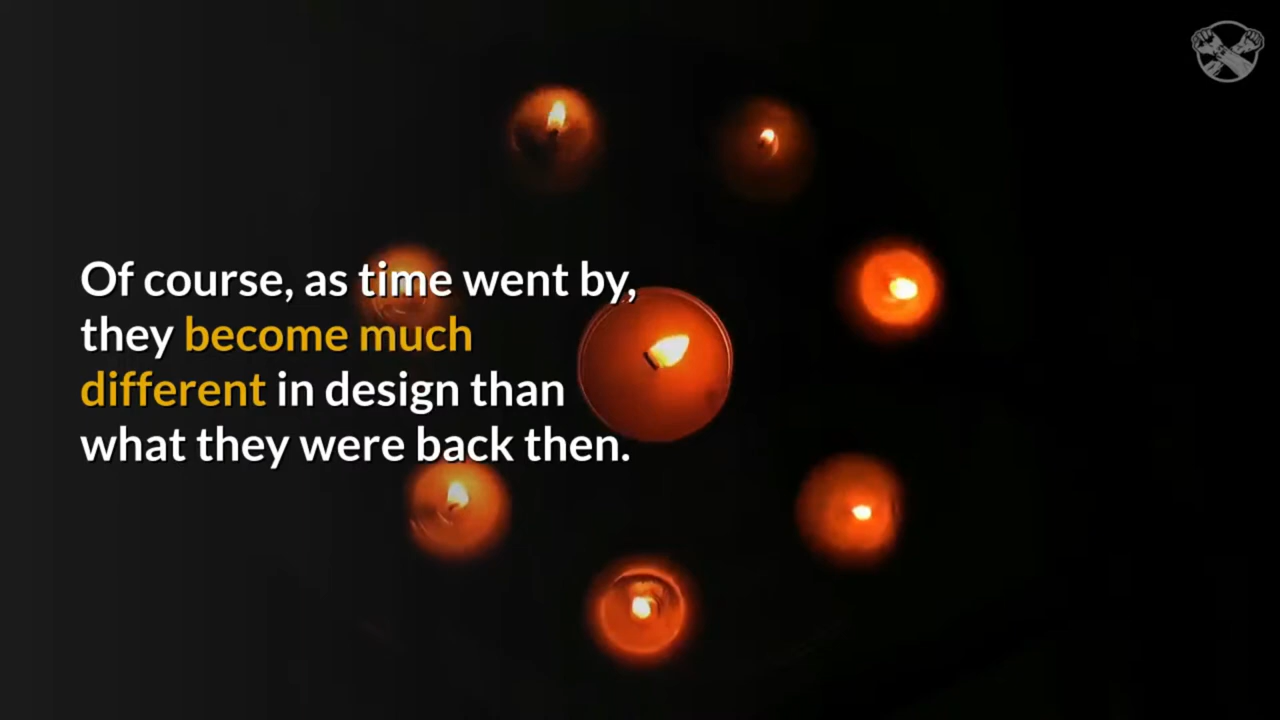 Of course, as time went by,
they become much
different in design than
what they were back then.